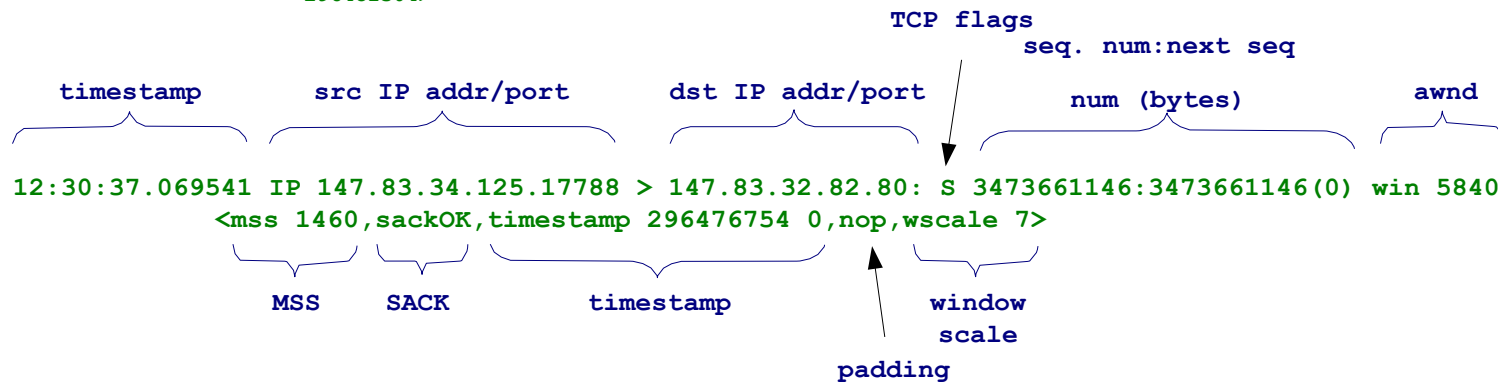 TCP flags
seq. num:next seq
timestamp src IP addr/port dst IP addr/port num (bytes) awnd
12:30:37.069541 IP 147.83.34.125.17788 > 147.83.32.82.80: S 3473661146:3473661146(0) win 5840
<mss 1460,sackOK,timestamp 296476754 0,nop,wscale 7>
MSS SACK timestamp window
scale
padding